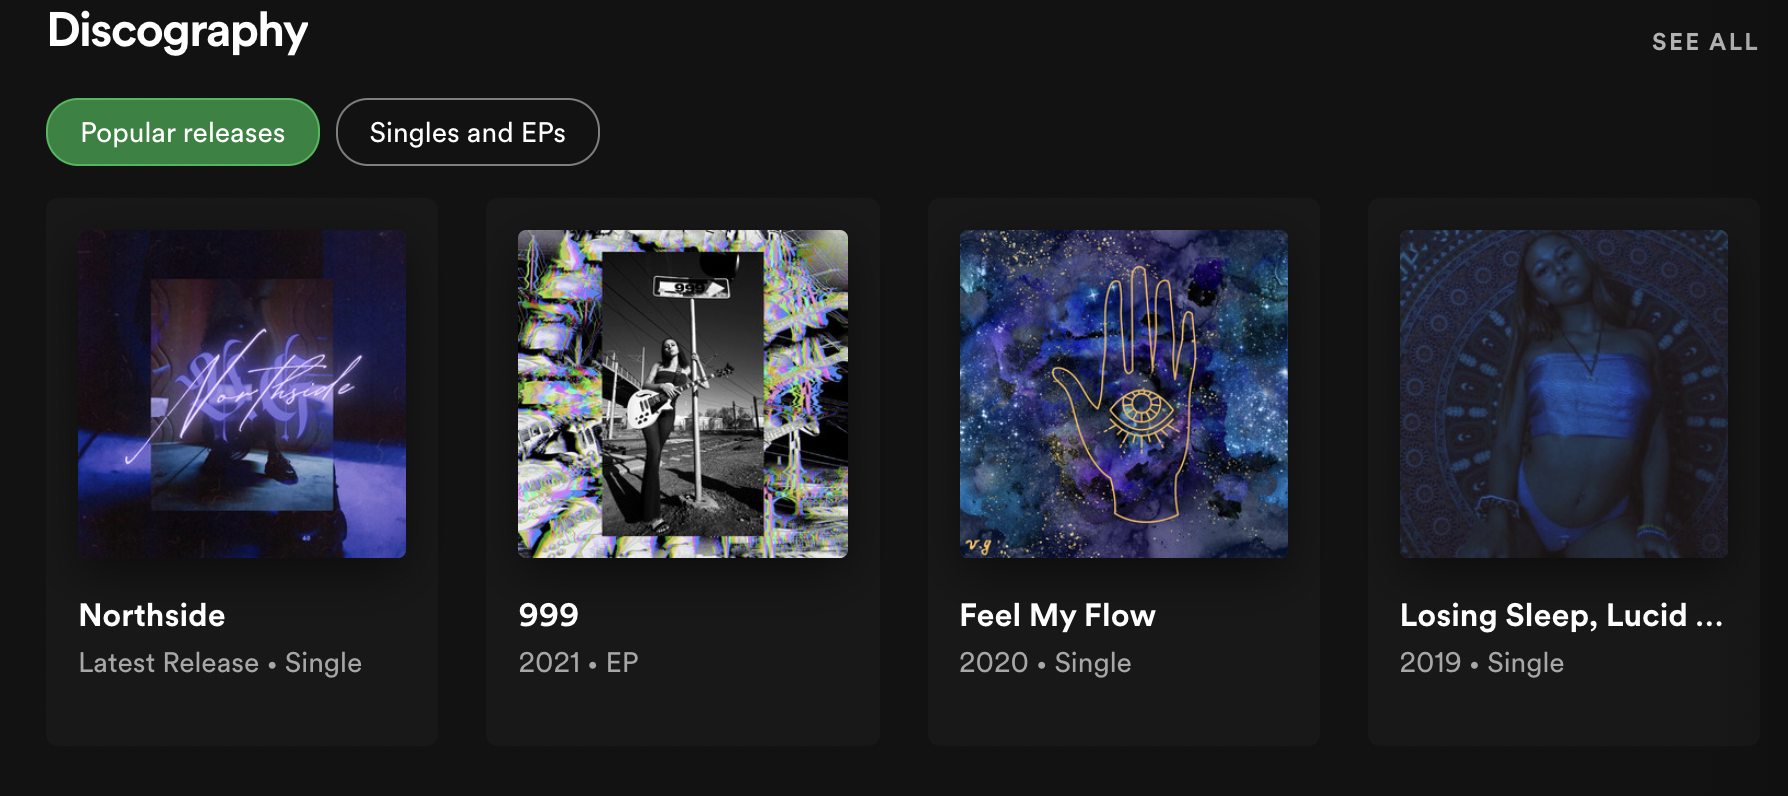 Discography
SEE ALL
Popular releases
Singles and EPs
Northside
999
v.g
Northside
Latest Release • Single
999
2021 • EP
Feel My Flow
2020 • Single
Losing Sleep, Lucid ...
2019 • Single